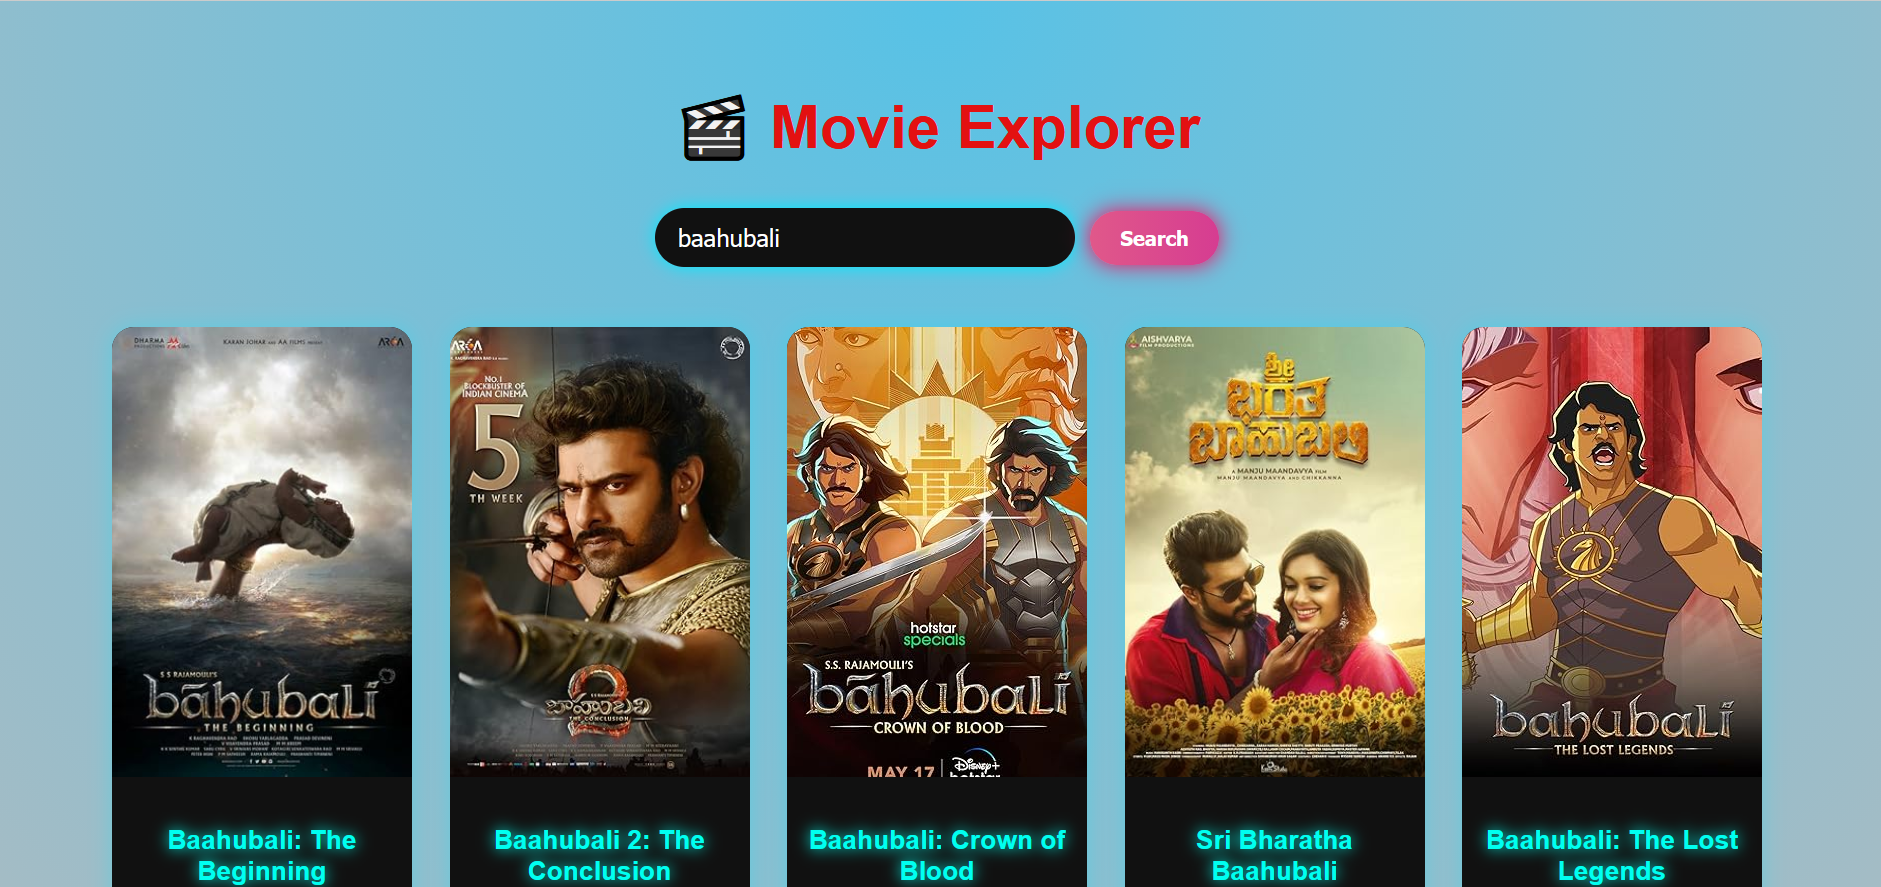 Movie Explorer
baahubali
Search
DHARMA
PRODUCTIONS
KARAN JOHAR AND AA FILMS PRESENT
ARKA
S S RAJAMOULI'S
bāhubali
THE BEGINNING
ARKA
NO.1
BLOCKBUSTER OF
INDIAN CINEMA
5
TH WEEK
2
బాహుబలి
THE CONCLUSION
hotstar
specials
S.S. RAJAMOULI'S
bāhubali
CROWN OF BLOOD
MAY 17
Disney+
hotstar
AISHVARYA
FILM PRODUCTIONS
ಶ್ರೀ
ಭರತ
ಬಾಹುಬಲಿ
A MANJU MAANDAVYA FILM
MANJU MAANDAVYA AND CHIKKANNA
bahubali
THE LOST LEGENDS
Baahubali: The
Beginning
Baahubali 2: The
Conclusion
Baahubali: Crown of
Blood
Sri Bharatha
Baahubali
Baahubali: The Lost
Legends